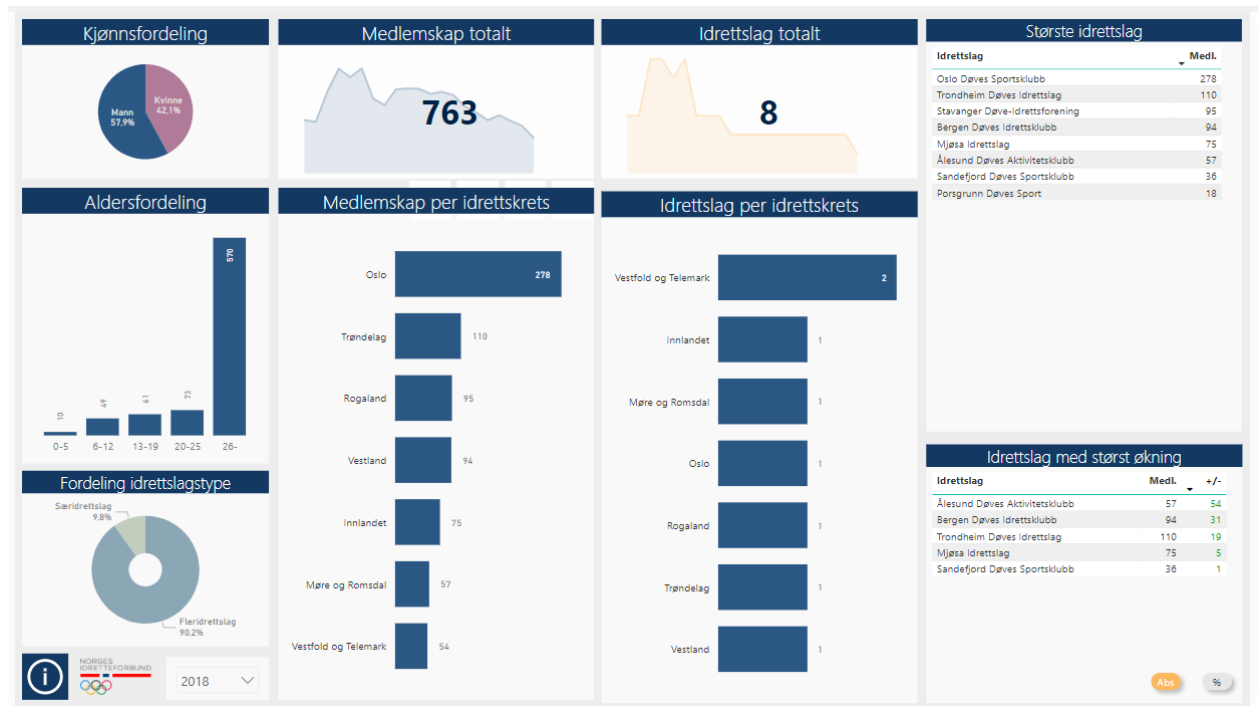 Kjønnsfordeling
Mann
57,9%
Kvinne
42,1%
Medlemskap totalt
763
Idrettslag totalt
8
Største idrettslag
Idrettslag Medl.
Oslo Døves Sportsklubb 278
Trondheim Døves Idrettslag 110
Stavanger Døve-Idrettsforening 95
Bergen Døves Idrettsklubb 94
Mjøsa Idrettslag 75
Ålesund Døves Aktivitetsklubb 57
Sandefjord Døves Sportsklubb 36
Porsgrunn Døves Sport 18
Aldersfordeling
10 49 61 73 570
0-5 6-12 13-19 20-25 26-
Medlemskap per idrettskrets
Oslo 278
Trøndelag 110
Rogaland 95
Vestland 94
Innlandet 75
Møre og Romsdal 57
Vestfold og Telemark 54
Idrettslag per idrettskrets
Vestfold og Telemark 2
Innlandet 1
Møre og Romsdal 1
Oslo 1
Rogaland 1
Trøndelag 1
Vestland 1
Idrettslag med størst økning
Idrettslag Medl. +/-
Ålesund Døves Aktivitetsklubb 57 54
Bergen Døves Idrettsklubb 94 31
Trondheim Døves Idrettslag 110 19
Mjøsa Idrettslag 75 5
Sandefjord Døves Sportsklubb 36 1
Abs %
Fordeling idrettslagstype
Særidrettslag
9,8%
Fleridrettslag
90,2%
i
NORGES
IDRETTSFORBUND
2018